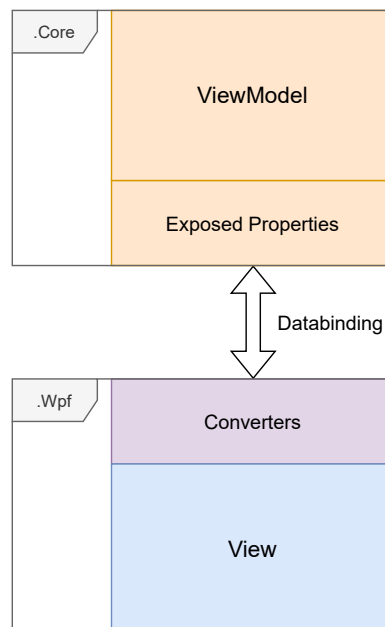 .Core
ViewModel
Exposed Properties
Databinding
.Wpf
Converters
View